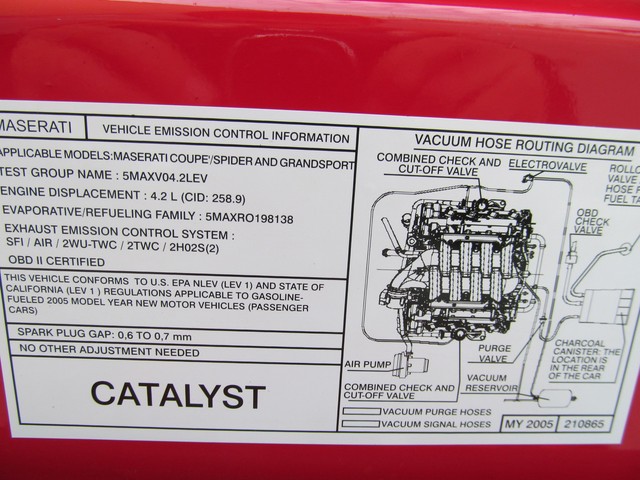 MASERATI
VEHICLE EMISSION CONTROL INFORMATION
APPLICABLE MODELS:MASERATI COUPE'/SPIDER AND GRANDSPORT
TEST GROUP NAME : 5MAXV04.2LEV
ENGINE DISPLACEMENT : 4.2 L (CID: 258.9)
EVAPORATIVE/REFUELING FAMILY : 5MAXRO198138
EXHAUST EMISSION CONTROL SYSTEM :
SFI / AIR / 2WU-TWC / 2TWC / 2H02S(2)
OBD II CERTIFIED
THIS VEHICLE CONFORMS TO U.S. EPA NLEV (LEV 1) AND STATE OF
CALIFORNIA (LEV 1 ) REGULATIONS APPLICABLE TO GASOLINE-
FUELED 2005 MODEL YEAR NEW MOTOR VEHICLES (PASSENGER
CARS)
SPARK PLUG GAP: 0,6 TO 0,7 mm
NO OTHER ADJUSTMENT NEEDED
CATALYST
VACUUM HOSE ROUTING DIAGRAM
COMBINED CHECK AND
CUT-OFF VALVE
ELECTROVALVE
ROLLO
VALVE
HOSE
FUEL TA
OBD
CHECK
VALVE
PURGE
VALVE
CHARCOAL
CANISTER: THE
LOCATION IS
IN THE REAR
OF THE CAR
AIR PUMP
VACUUM
RESERVOIR
COMBINED CHECK AND
CUT-OFF VALVE
VACUUM PURGE HOSES
VACUUM SIGNAL HOSES
MY 2005
210865